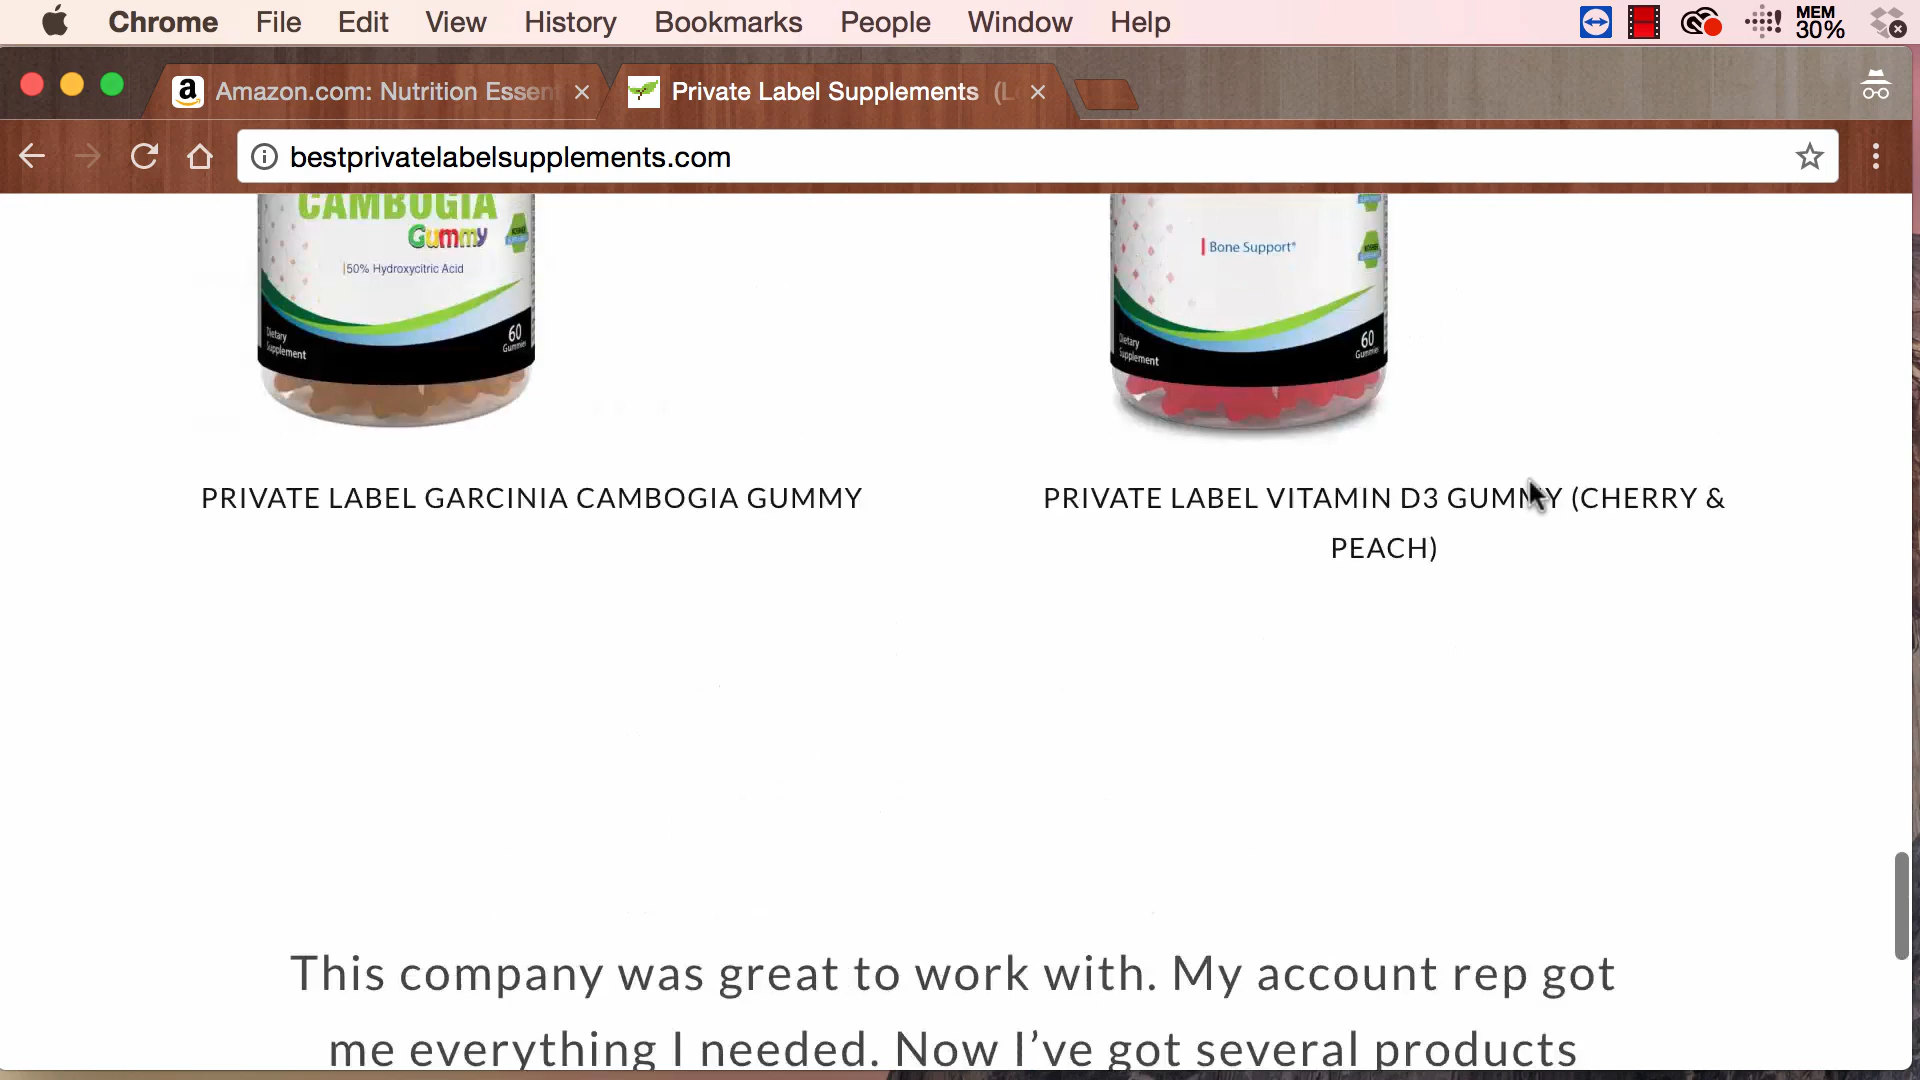 Chrome File Edit View History Bookmarks People Window Help MEM 30%
Amazon.com: Nutrition Essen Private Label Supplements (L
bestprivatelabelsupplements.com
CAMBOGIA
Gummy
50% Hydroxycitric Acid
Dietary Supplement
60 Gummies
Bone Support*
Dietary Supplement
60 Gummies
PRIVATE LABEL GARCINIA CAMBOGIA GUMMY
PRIVATE LABEL VITAMIN D3 GUMMY (CHERRY &
PEACH)
This company was great to work with. My account rep got
me everything I needed. Now I’ve got several products